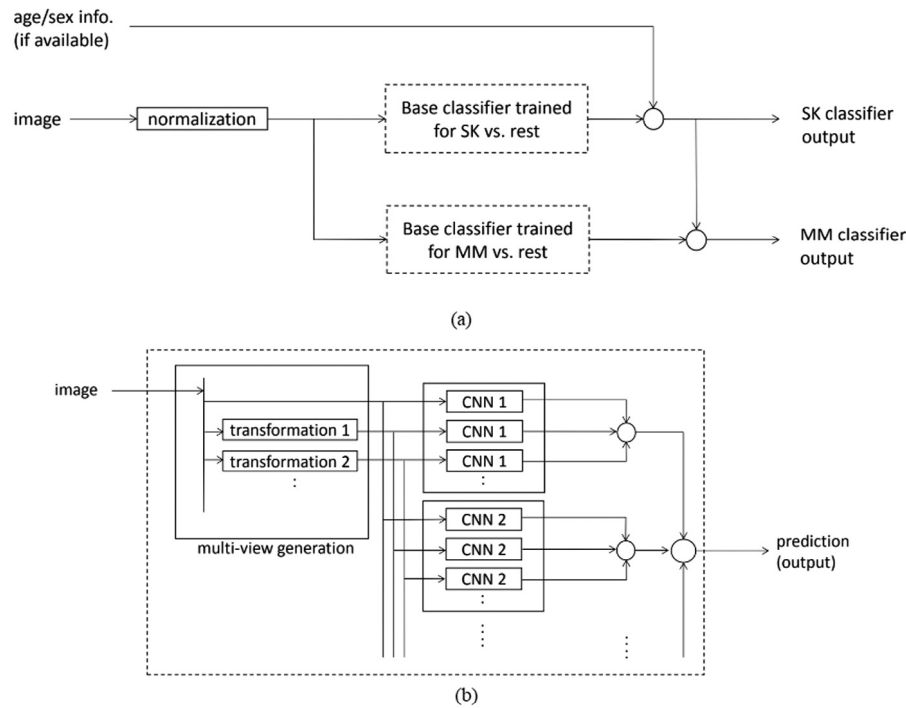 age/sex info.
(if available)
image
normalization
Base classifier trained
for SK vs. rest
SK classifier
output
Base classifier trained
for MM vs. rest
MM classifier
output
(a)
image
transformation 1
transformation 2
⋮
multi-view generation
CNN 1
CNN 1
CNN 1
⋮
CNN 2
CNN 2
CNN 2
⋮
prediction
(output)
(b)